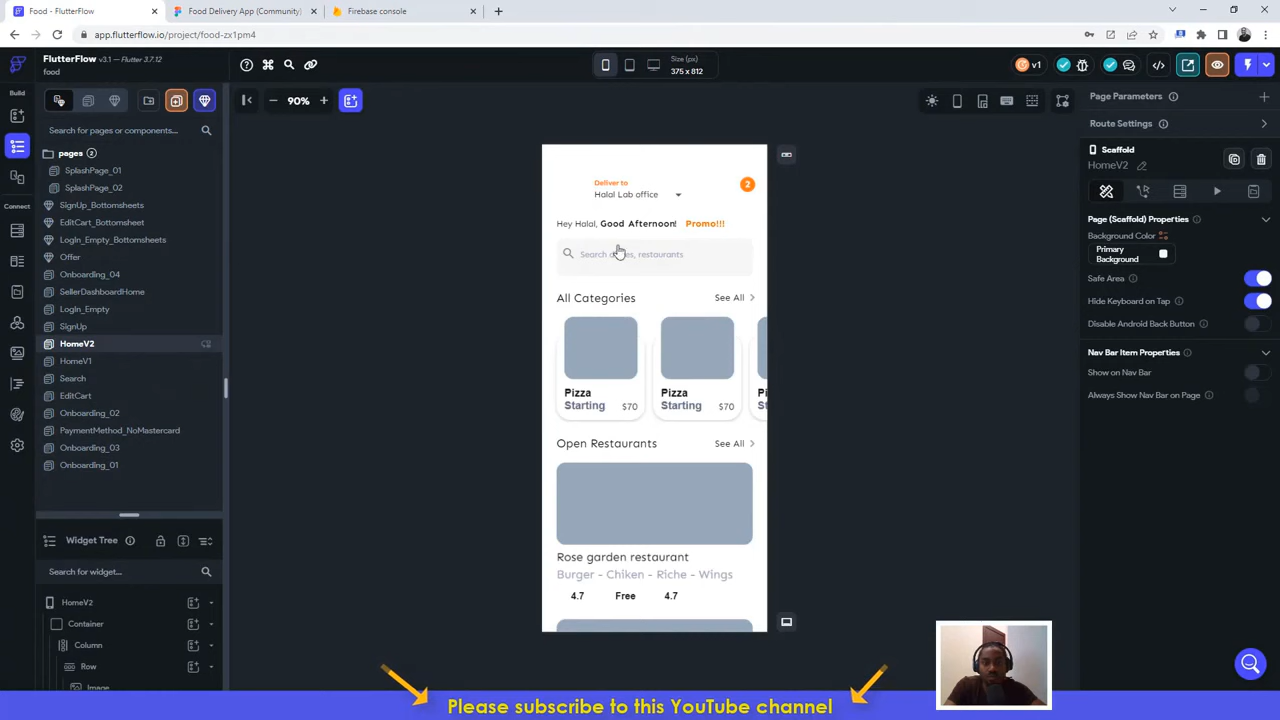 Food - FlutterFlow
Food Delivery App (Community)
Firebase console
app.flutterflow.io/project/food-zx1pm4
FlutterFlow v3.1 – Flutter 3.7.12
food
Size (px)
375 x 812
v1
Build
Connect
90%
Search for pages or components...
pages 2
SplashPage_01
SplashPage_02
SignUp_Bottomsheets
EditCart_Bottomsheet
LogIn_Empty_Bottomsheets
Offer
Onboarding_04
SellerDashboardHome
LogIn_Empty
SignUp
HomeV2
HomeV1
Search
EditCart
Onboarding_02
PaymentMethod_NoMastercard
Onboarding_03
Onboarding_01
Widget Tree
Search for widget...
HomeV2
Container
Column
Row
Image
Deliver to
Halal Lab office
2
Hey Halal, Good Afternoon! Promo!!!
restaurants
All Categories
See All
Pizza
Starting
$70
Pizza
Starting
$70
Open Restaurants
See All
Rose garden restaurant
Burger - Chiken - Riche - Wings
4.7
Free
4.7
Page Parameters
Route Settings
Scaffold
HomeV2
Page (Scaffold) Properties
Background Color
Primary
Background
Safe Area
Hide Keyboard on Tap
Disable Android Back Button
Nav Bar Item Properties
Show on Nav Bar
Always Show Nav Bar on Page
Please subscribe to this YouTube channel